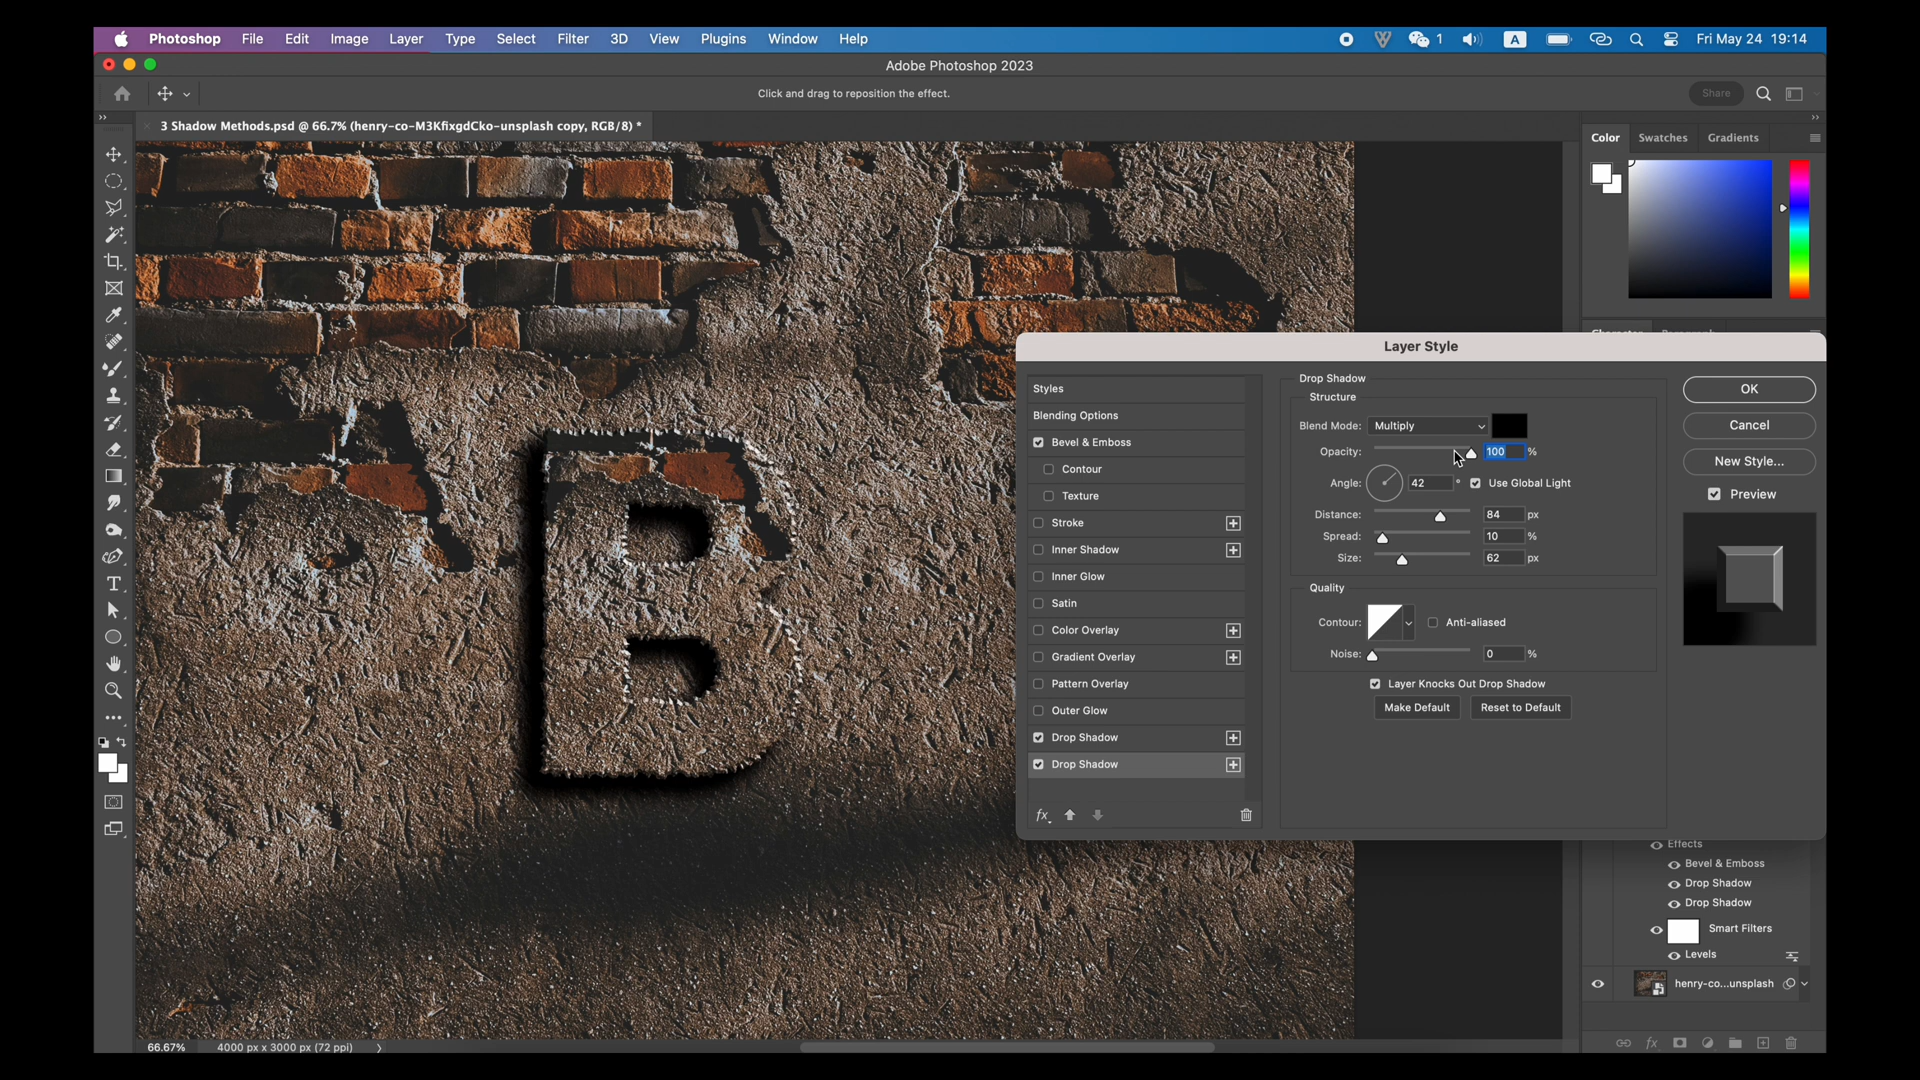 Photoshop File Edit Image Layer Type Select Filter 3D View Plugins Window Help 1 A Fri May 24 19:14
Adobe Photoshop 2023
Click and drag to reposition the effect.
Share
3 Shadow Methods.psd @ 66.7% (henry-co-M3KfixgdCko-unsplash copy, RGB/8) *
Color Swatches Gradients
Layer Style
Styles
Blending Options
Bevel & Emboss
Contour
Texture
Stroke
Inner Shadow
Inner Glow
Satin
Color Overlay
Gradient Overlay
Pattern Overlay
Outer Glow
Drop Shadow
Drop Shadow
fx
Drop Shadow
Structure
Blend Mode: Multiply
Opacity: 100 %
Angle: 42 ° Use Global Light
Distance: 84 px
Spread: 10 %
Size: 62 px
Quality
Contour: Anti-aliased
Noise: 0 %
Layer Knocks Out Drop Shadow
Make Default Reset to Default
OK
Cancel
New Style...
Preview
B
Effects
Bevel & Emboss
Drop Shadow
Drop Shadow
Smart Filters
Levels
henry-co...unsplash
fx
66.67% 4000 px x 3000 px (72 ppi)